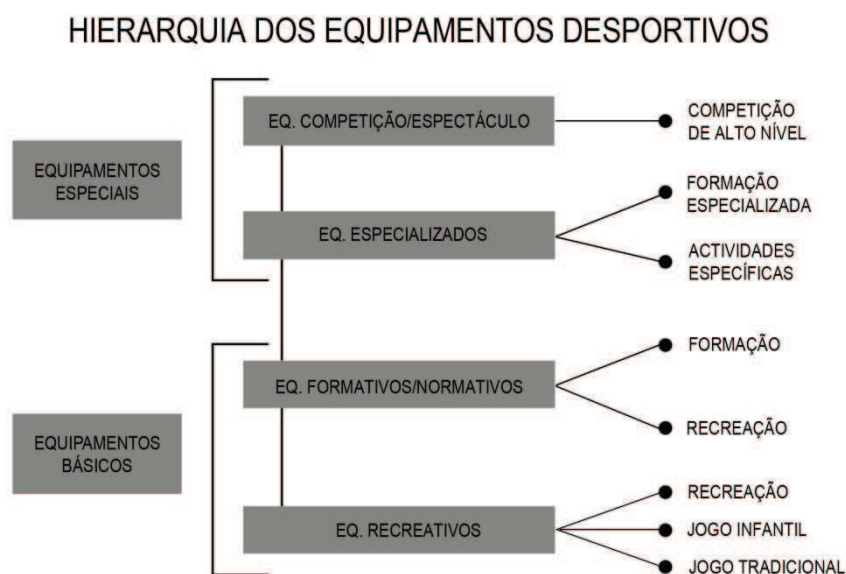 HIERARQUIA DOS EQUIPAMENTOS DESPORTIVOS
EQUIPAMENTOS
ESPECIAIS
EQ. COMPETIÇÃO/ESPECTÁCULO
COMPETIÇÃO
DE ALTO NÍVEL
EQ. ESPECIALIZADOS
FORMAÇÃO
ESPECIALIZADA
ACTIVIDADES
ESPECÍFICAS
EQUIPAMENTOS
BÁSICOS
EQ. FORMATIVOS/NORMATIVOS
FORMAÇÃO
RECREAÇÃO
EQ. RECREATIVOS
RECREAÇÃO
JOGO INFANTIL
JOGO TRADICIONAL